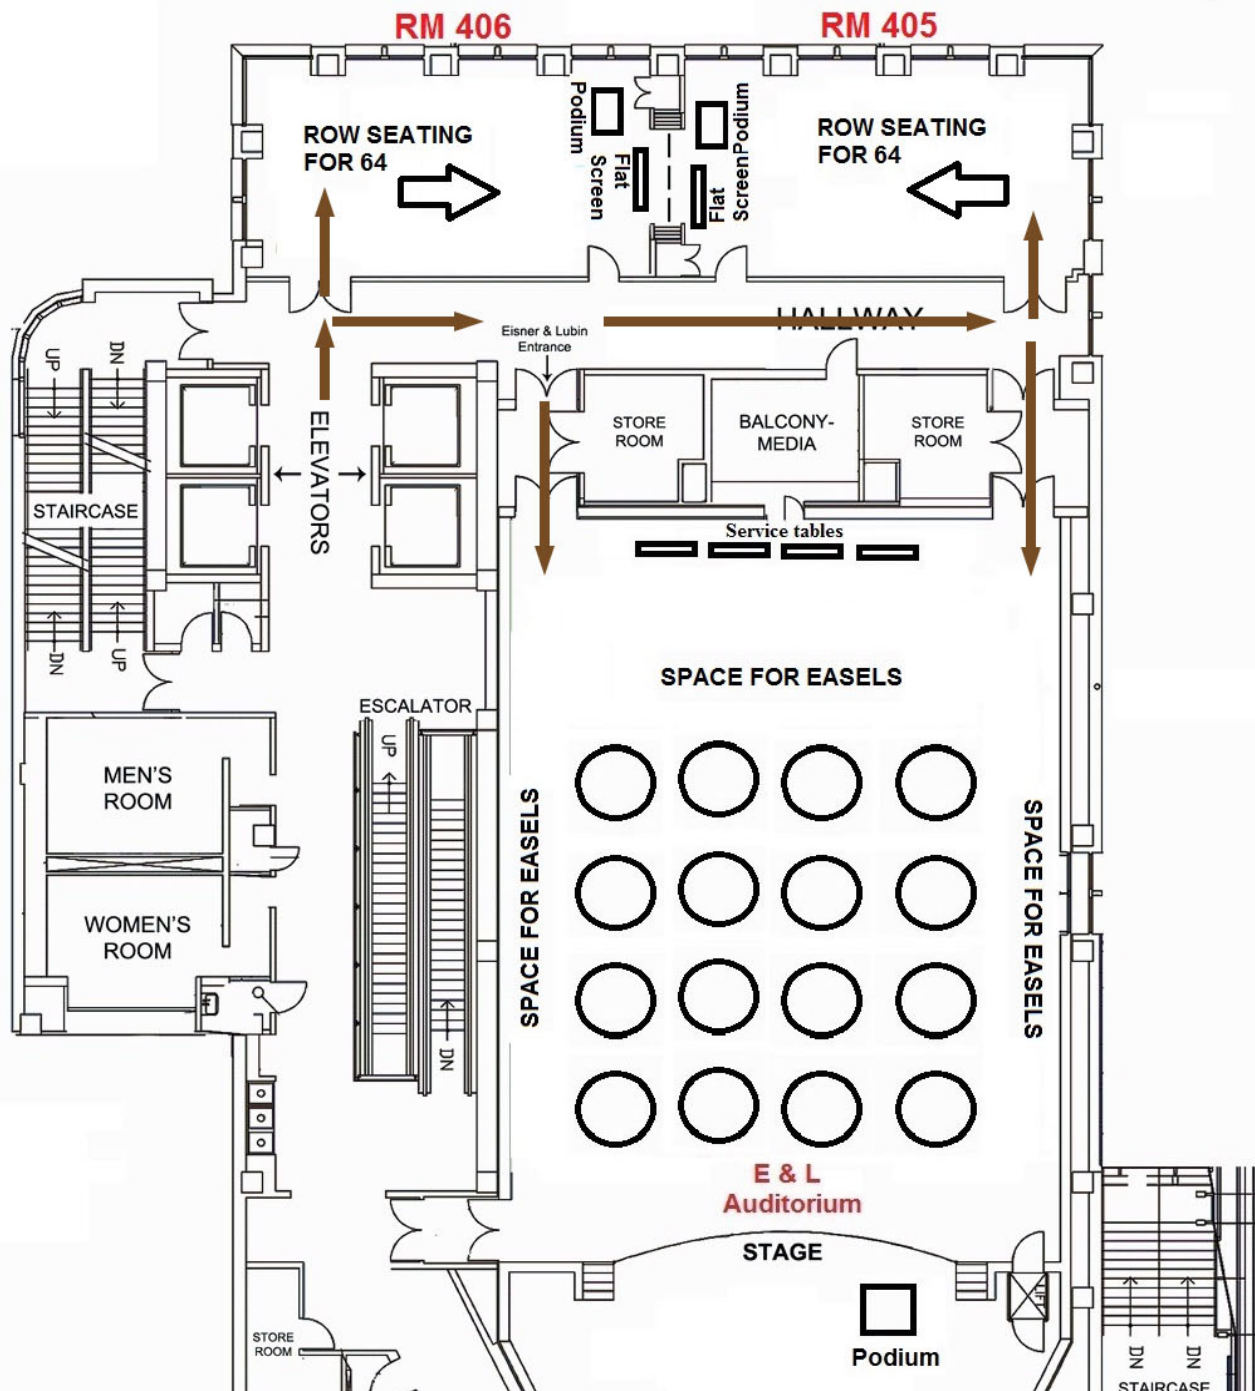 RM 406
RM 405
ROW SEATING
FOR 64
Podium
Flat
Screen
Podium
Flat
Screen
ROW SEATING
FOR 64
HALLWAY
Eisner & Lubin
Entrance
UP
DN
ELEVATORS
STORE
ROOM
BALCONY-
MEDIA
STORE
ROOM
STAIRCASE
Service tables
DN
UP
SPACE FOR EASELS
ESCALATOR
UP
MEN'S
ROOM
SPACE FOR EASELS
SPACE FOR EASELS
WOMEN'S
ROOM
DN
E & L
Auditorium
STAGE
LIFT
STORE
ROOM
Podium
DN
DN
STAIRCASE